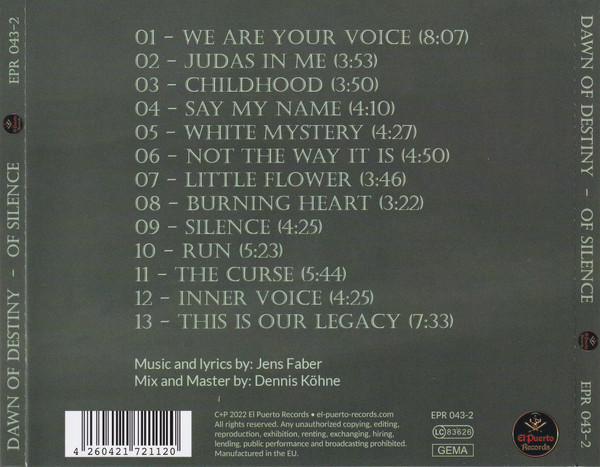 EPR 043-2
DAWN OF DESTINY - OF SILENCE
01 - WE ARE YOUR VOICE (8:07)
02 - JUDAS IN ME (3:53)
03 - CHILDHOOD (3:50)
04 - SAY MY NAME (4:10)
05 - WHITE MYSTERY (4:27)
06 - NOT THE WAY IT IS (4:50)
07 - LITTLE FLOWER (3:46)
08 - BURNING HEART (3:22)
09 - SILENCE (4:25)
10 - RUN (5:23)
11 - THE CURSE (5:44)
12 - INNER VOICE (4:25)
13 - THIS IS OUR LEGACY (7:33)
Music and lyrics by: Jens Faber
Mix and Master by: Dennis Köhne
4 260421 721120
C+P 2022 El Puerto Records • el-puerto-records.com
All rights reserved. Any unauthorized copying, editing,
reproduction, exhibition, renting, exchanging, hiring,
lending, public performance and broadcasting prohibited.
Manufactured in the EU.
EPR 043-2
LC 83626
GEMA
El Puerto
Records
DAWN OF DESTINY - OF SILENCE
EPR 043-2